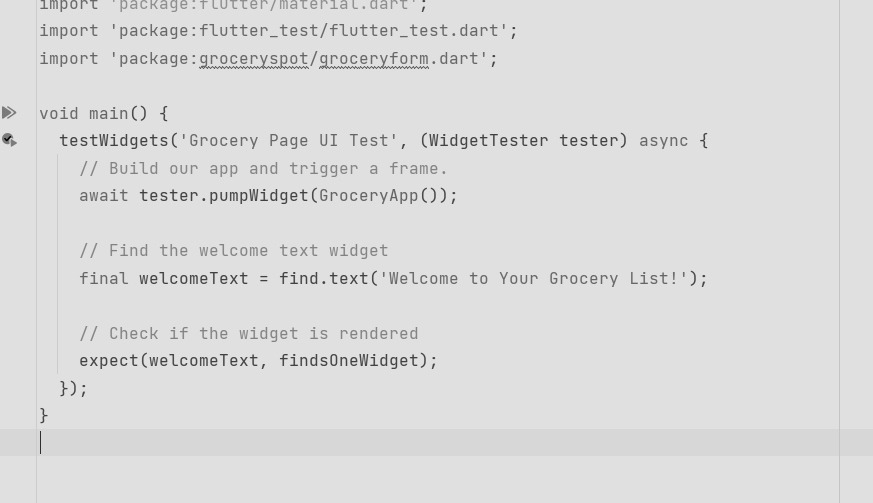 import 'package:flutter/material.dart';
import 'package:flutter_test/flutter_test.dart';
import 'package:groceryspot/groceryform.dart';
void main() {
testWidgets('Grocery Page UI Test', (WidgetTester tester) async {
// Build our app and trigger a frame.
await tester.pumpWidget(GroceryApp());
// Find the welcome text widget
final welcomeText = find.text('Welcome to Your Grocery List!');
// Check if the widget is rendered
expect(welcomeText, findsOneWidget);
});
}